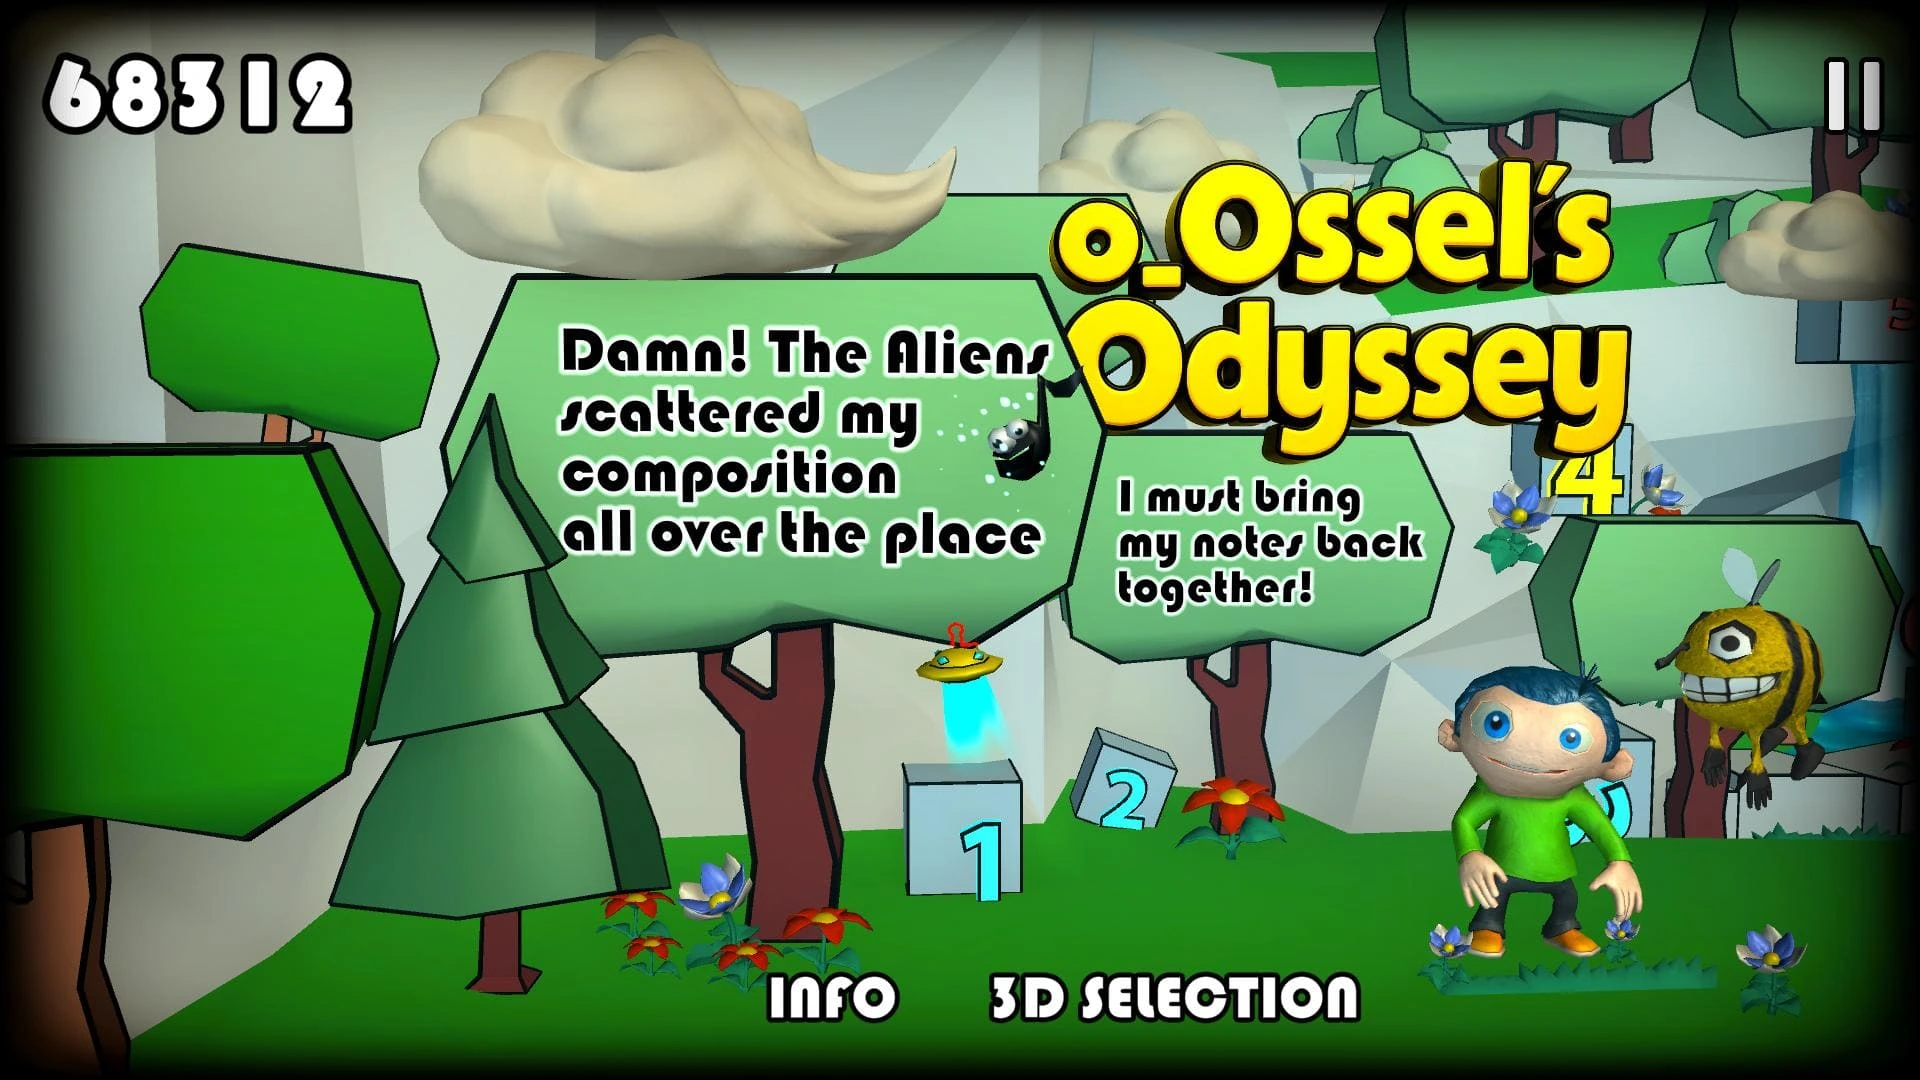 68312
o_Ossel's
Odyssey
Damn! The Aliens
scattered my
composition
all over the place
I must bring
my notes back
together!
4
5
1
2
INFO
3D SELECTION